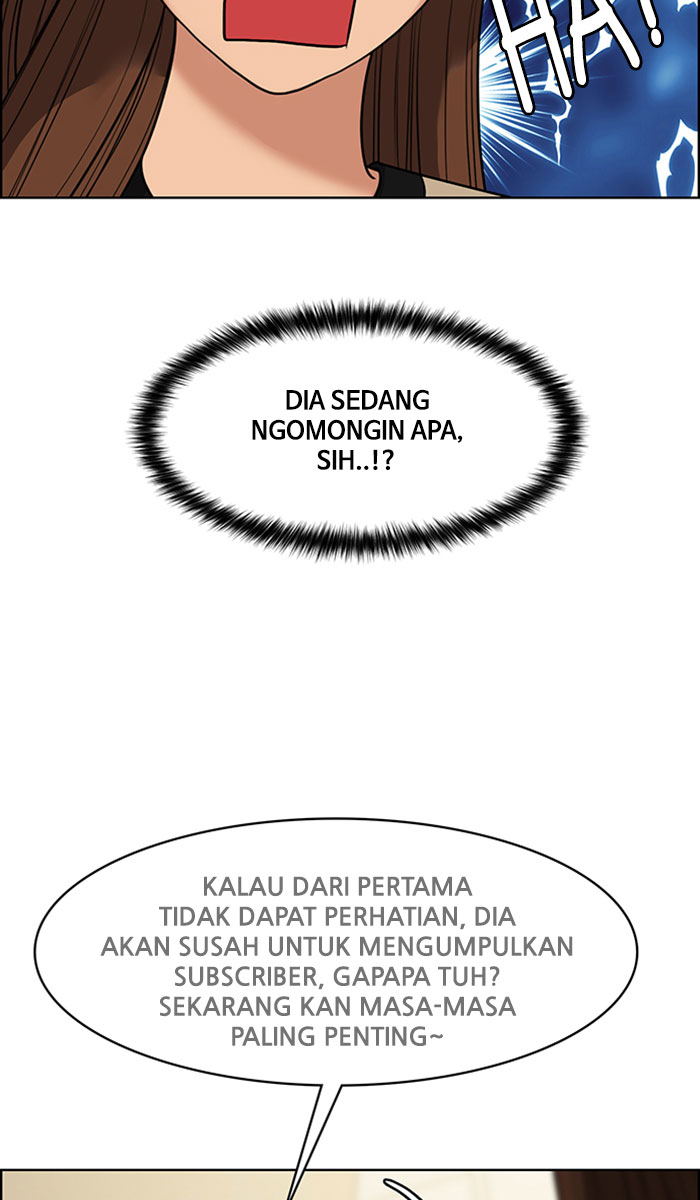 HA!
DIA SEDANG
NGOMONGIN APA,
SIH..!?
KALAU DARI PERTAMA
TIDAK DAPAT PERHATIAN, DIA
AKAN SUSAH UNTUK MENGUMPULKAN
SUBSCRIBER, GAPAPA TUH?
SEKARANG KAN MASA-MASA
PALING PENTING~